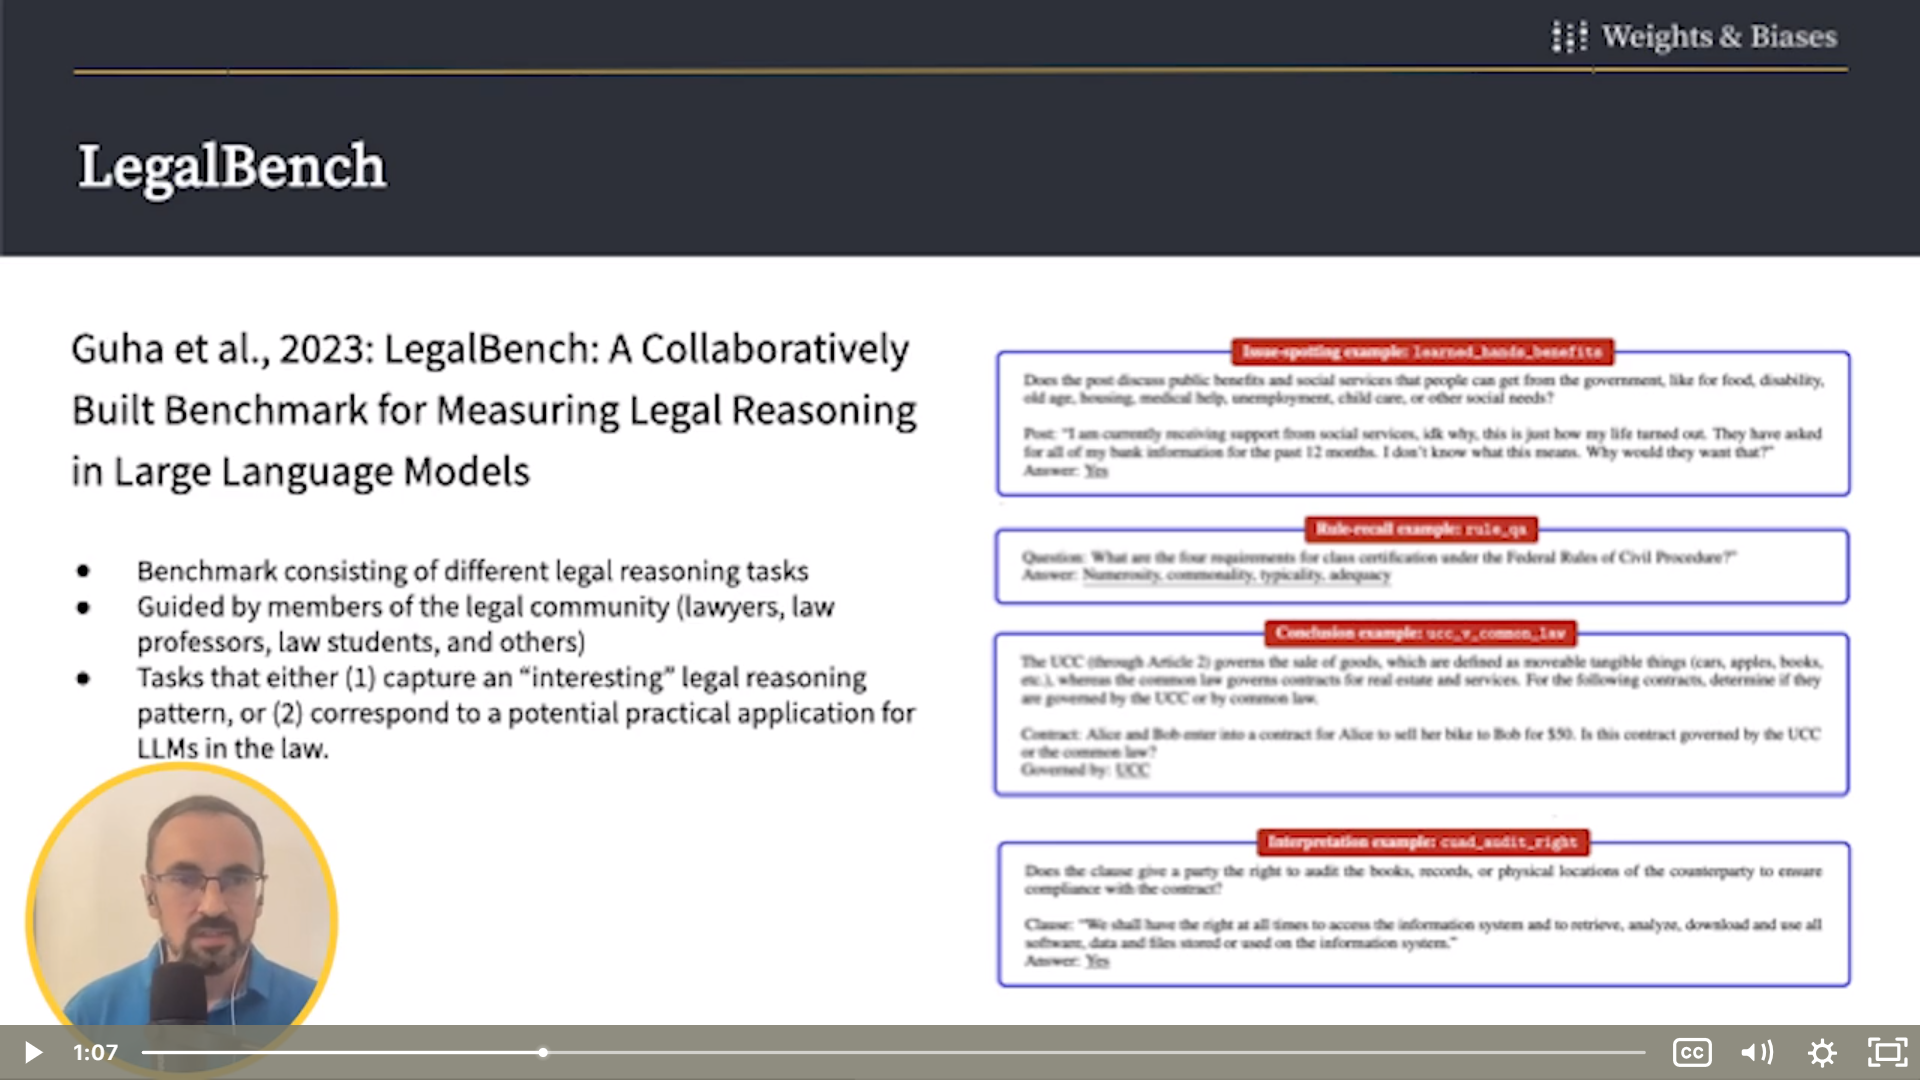 Weights & Biases
LegalBench
Guha et al., 2023: LegalBench: A Collaboratively
Built Benchmark for Measuring Legal Reasoning
in Large Language Models
● Benchmark consisting of different legal reasoning tasks
● Guided by members of the legal community (lawyers, law
professors, law students, and others)
● Tasks that either (1) capture an “interesting” legal reasoning
pattern, or (2) correspond to a potential practical application for
LLMs in the law.
Issue-spotting example: learned_hands_benefits
Does the post discuss public benefits and social services that people can get from the government, like for food, disability,
old age, housing, medical help, unemployment, child care, or other social needs?
Post: “I am currently receiving support from social services, idk why, this is just how my life turned out. They have asked
for all of my bank information for the past 12 months. I don’t know what this means. Why would they want that?”
Answer: Yes
Rule-recall example: rule_qa
Question: What are the four requirements for class certification under the Federal Rules of Civil Procedure?”
Answer: Numerosity, commonality, typicality, adequacy
Conclusion example: ucc_v_common_law
The UCC (through Article 2) governs the sale of goods, which are defined as moveable tangible things (cars, apples, books,
etc.), whereas the common law governs contracts for real estate and services. For the following contracts, determine if they
are governed by the UCC or by common law.
Contract: Alice and Bob enter into a contract for Alice to sell her bike to Bob for $50. Is this contract governed by the UCC
or the common law?
Governed by: UCC
Interpretation example: cuad_audit_right
Does the clause give a party the right to audit the books, records, or physical locations of the counterparty to ensure
compliance with the contract?
Clause: “We shall have the right at all times to access the information system and to retrieve, analyze, download and use all
software, data and files stored or used on the information system.”
Answer: Yes
1:07
CC